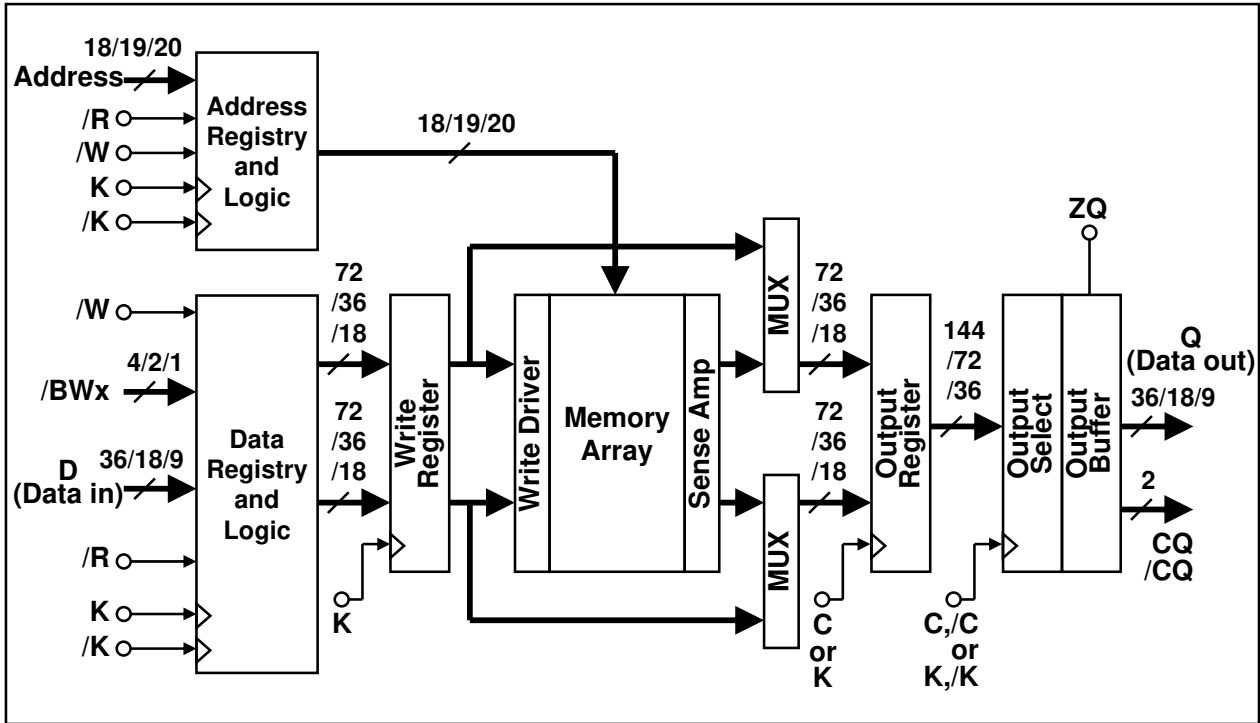 18/19/20
Address
/R
/W
K
/K
Address
Registry
and
Logic
18/19/20
/W
4/2/1
/BWx
36/18/9
D
(Data in)
/R
K
/K
Data
Registry
and
Logic
72
/36
/18
72
/36
/18
Write
Register
K
Write Driver
Memory
Array
Sense Amp
MUX
MUX
72
/36
/18
72
/36
/18
Output
Register
C
or
K
144
/72
/36
ZQ
Output
Select
Output
Buffer
C,/C
or
K,/K
Q
(Data out)
36/18/9
2
CQ
/CQ